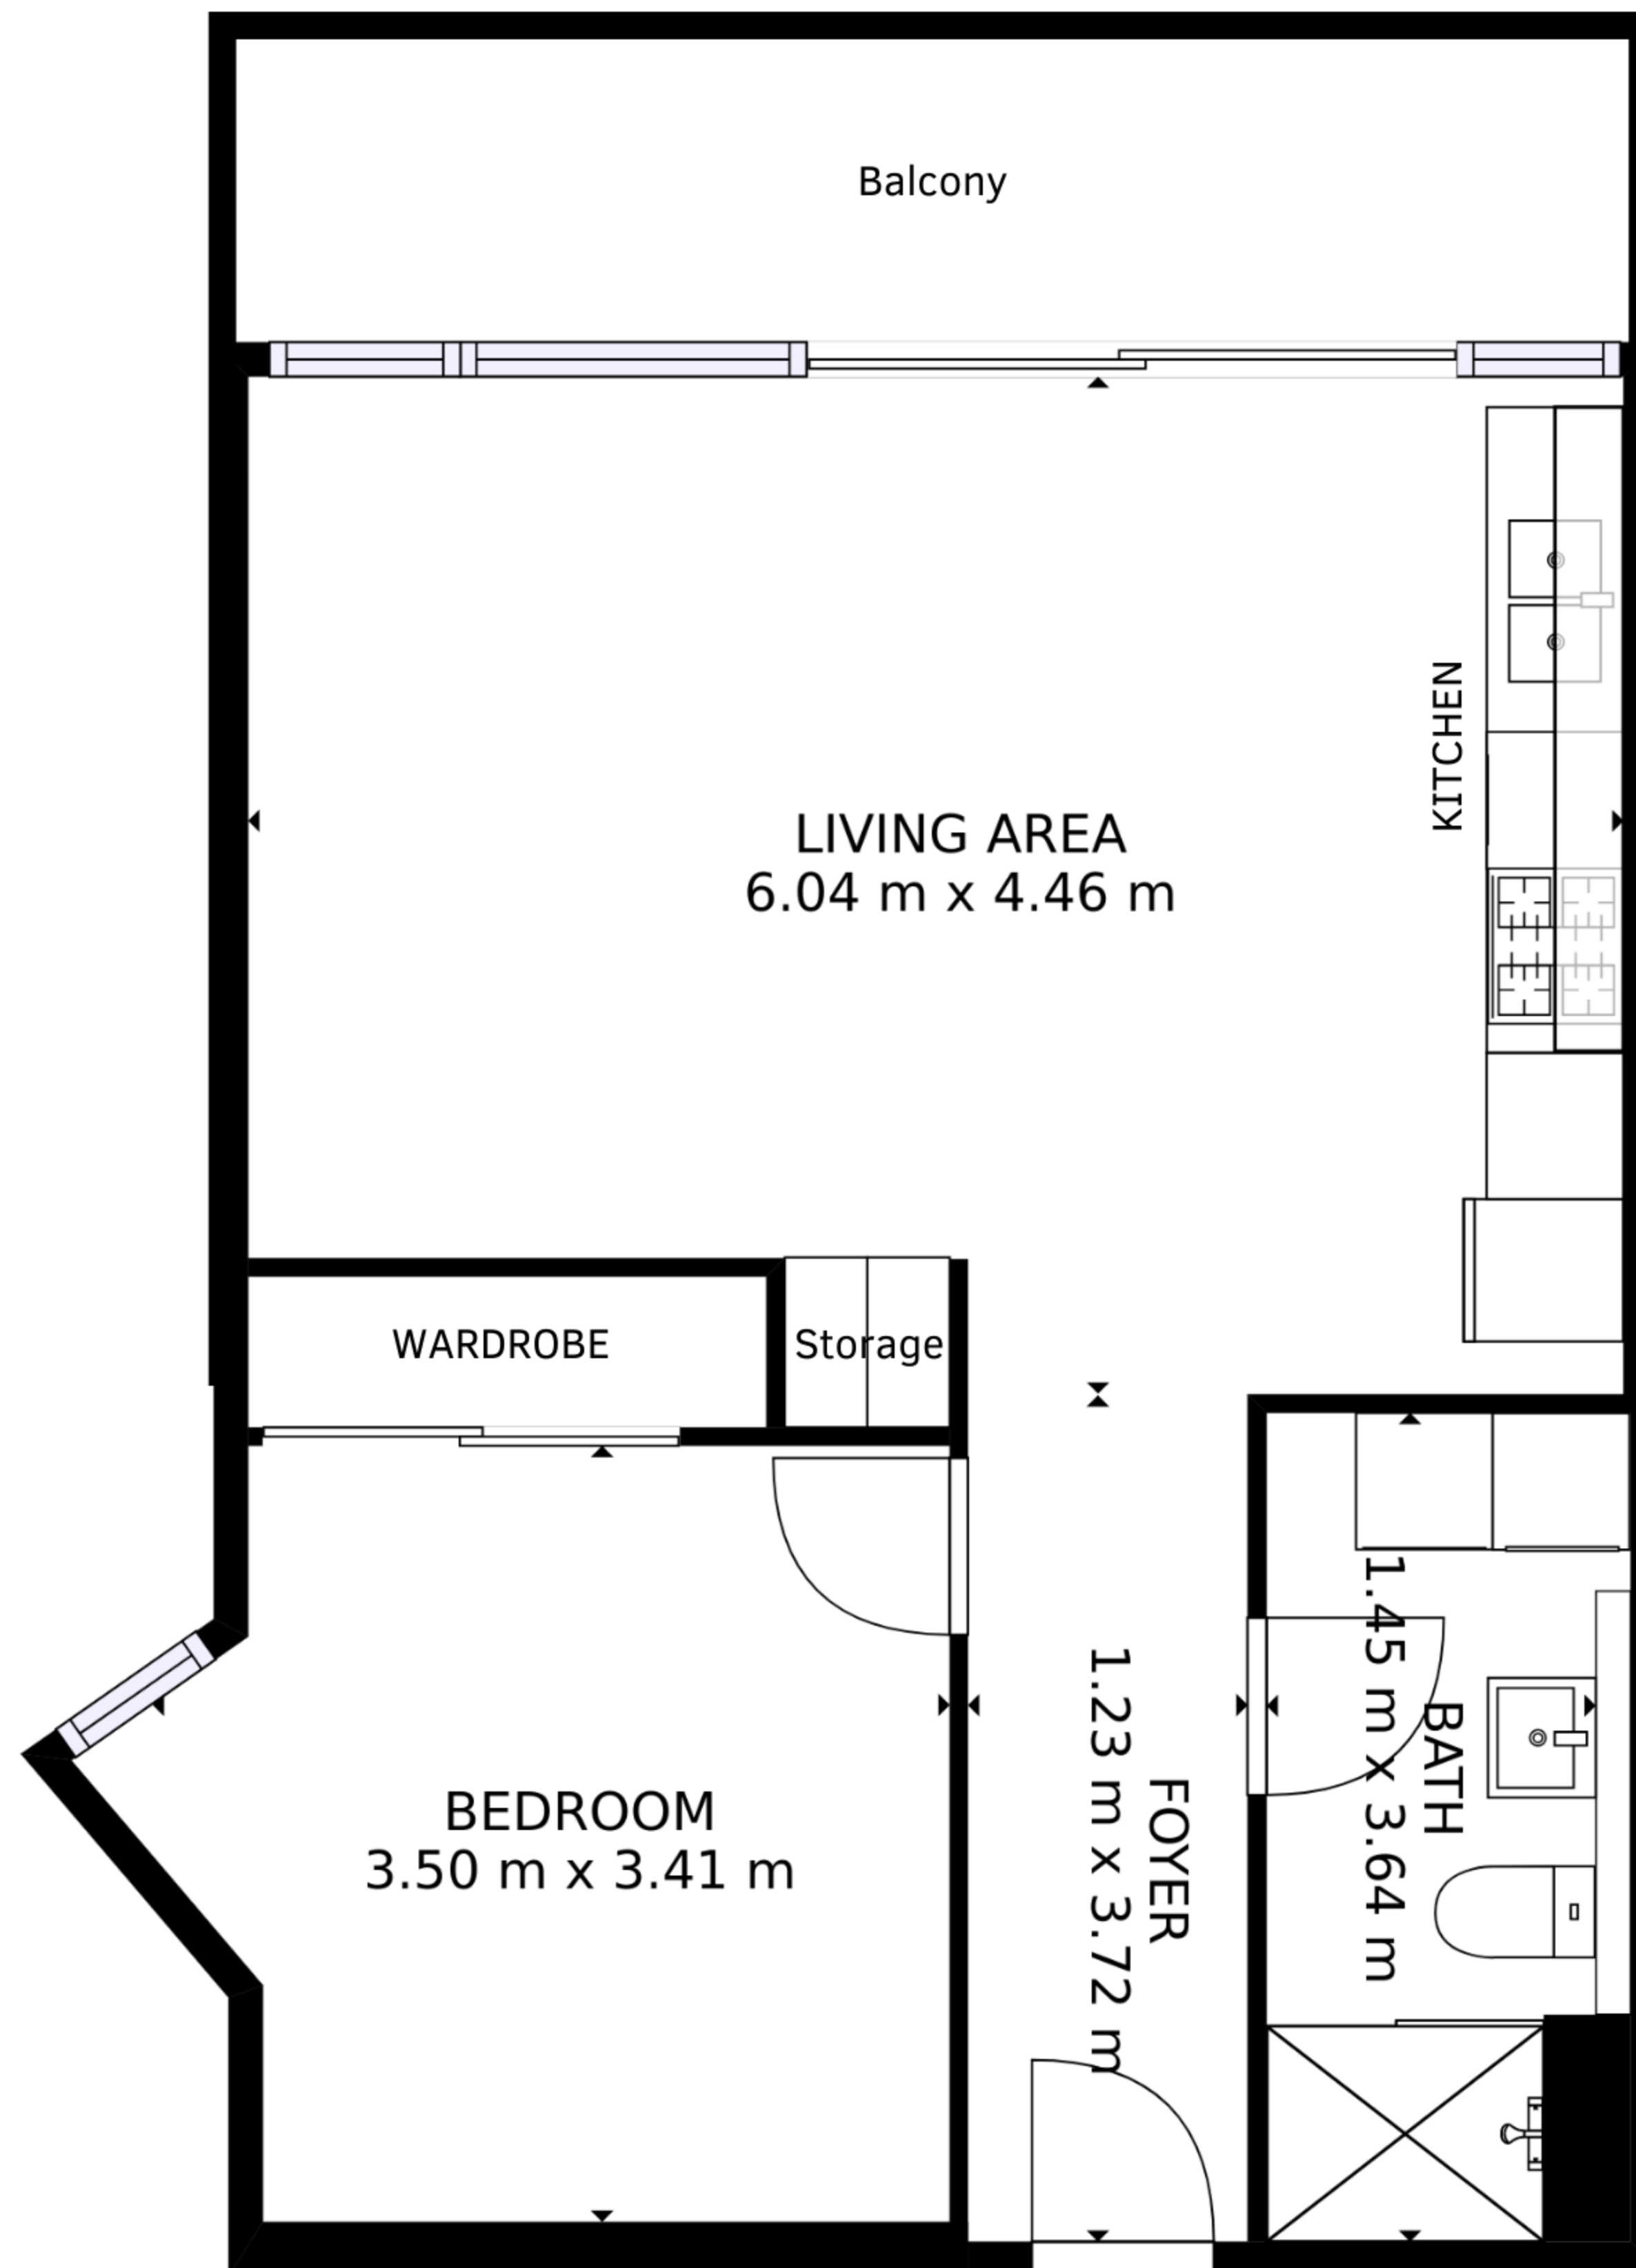 Balcony
KITCHEN
LIVING AREA
6.04 m x 4.46 m
WARDROBE
Storage
BEDROOM
3.50 m x 3.41 m
FOYER
1.23 m x 3.72 m
BATH
1.45 m x 3.64 m